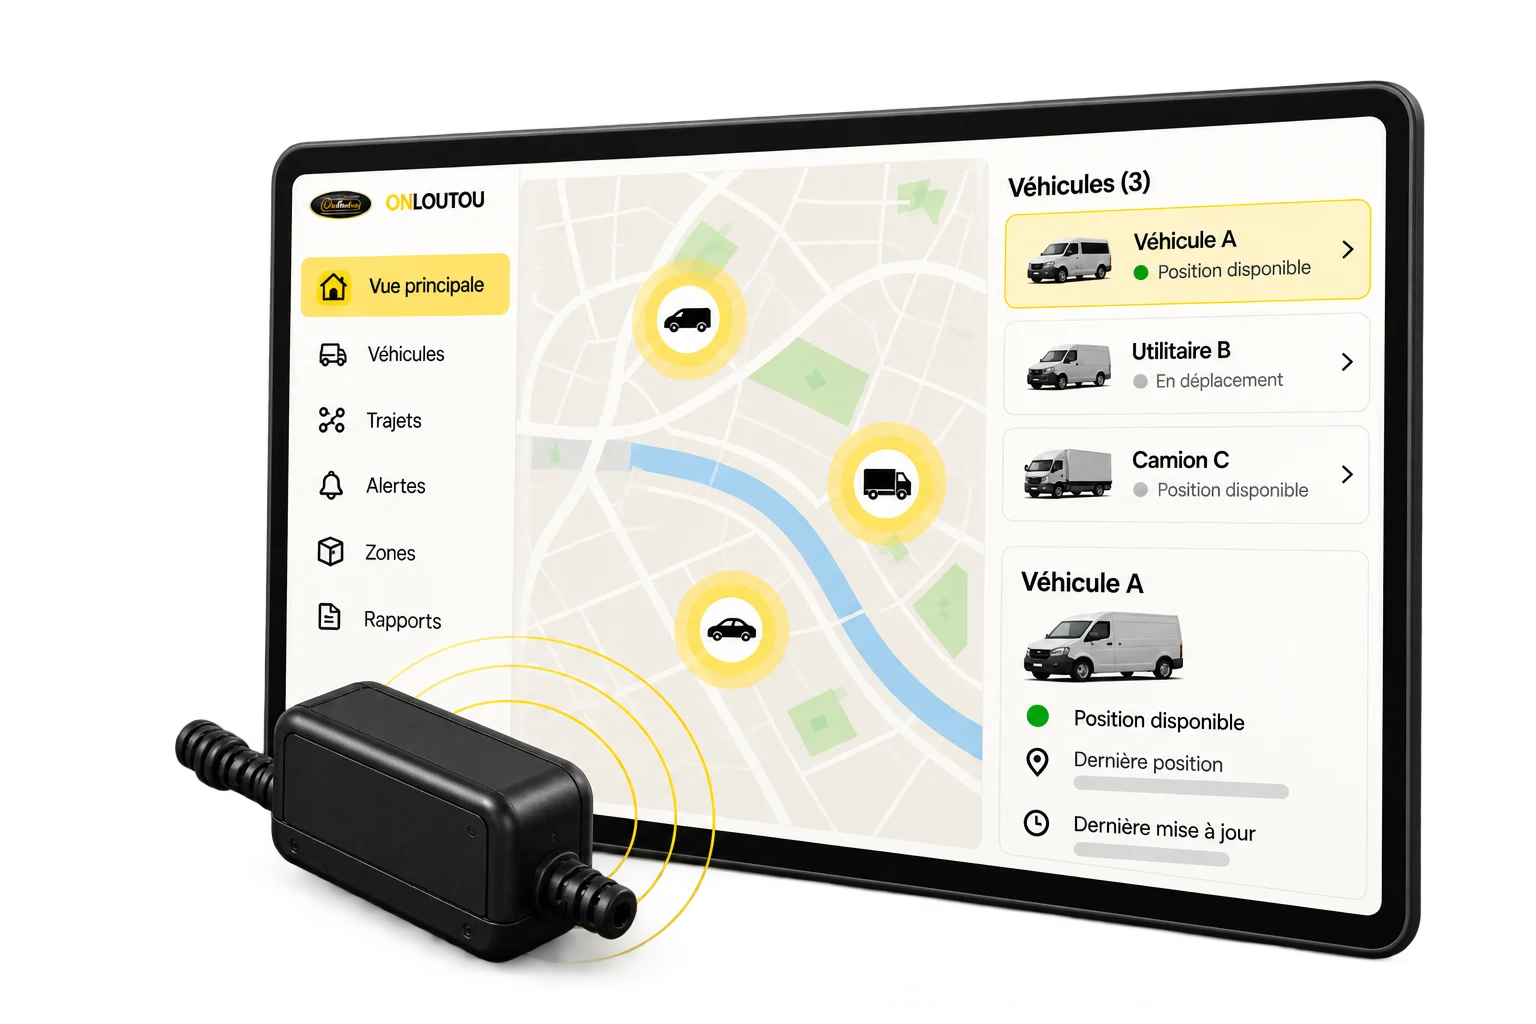 ONLOUTOU
Vue principale
Véhicules
Trajets
Alertes
Zones
Rapports
Véhicules (3)
Véhicule A
Position disponible
Utilitaire B
En déplacement
Camion C
Position disponible
Véhicule A
Position disponible
Dernière position
Dernière mise à jour